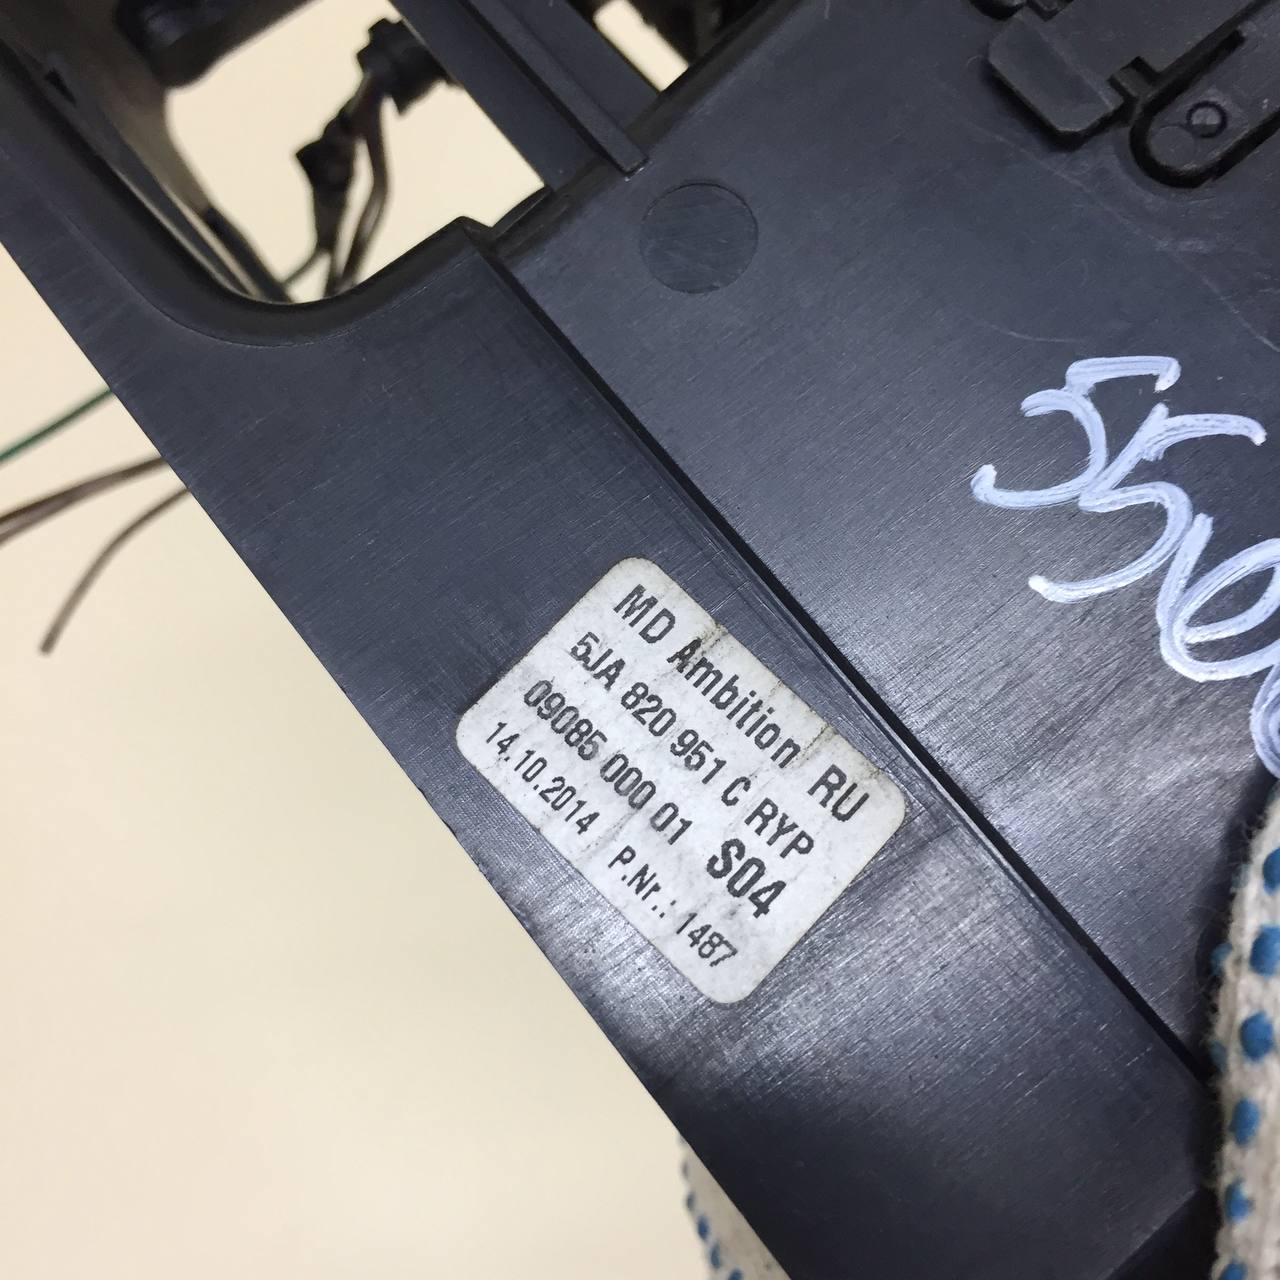 MD Ambition RU
5JA 820 951 C RYP
09085 000 01 S04
14.10.2014 P.Nr.: 1487